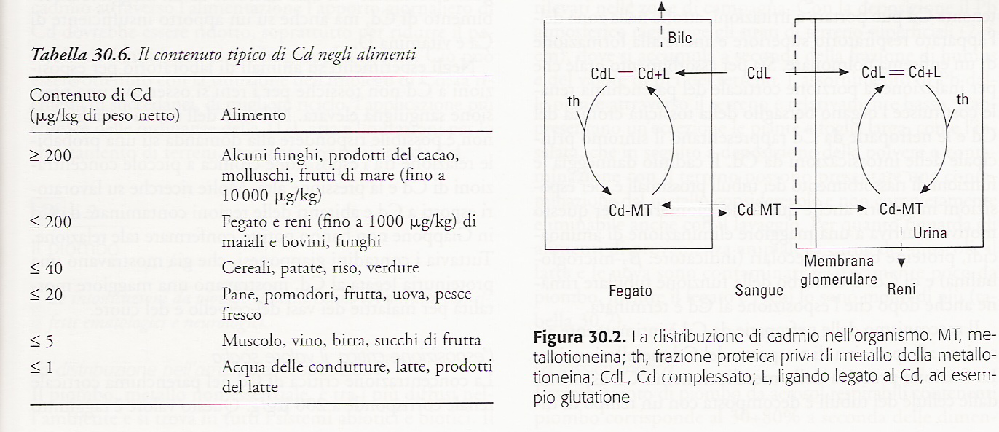 Tabella 30.6. Il contenuto tipico di Cd negli alimenti
Contenuto di Cd
(µg/kg di peso netto) Alimento
≥ 200 Alcuni funghi, prodotti del cacao,
molluschi, frutti di mare (fino a
10 000 µg/kg)
≤ 200 Fegato e reni (fino a 1000 µg/kg) di
maiali e bovini, funghi
≤ 40 Cereali, patate, riso, verdure
≤ 20 Pane, pomodori, frutta, uova, pesce
fresco
≤ 5 Muscolo, vino, birra, succhi di frutta
≤ 1 Acqua delle condutture, latte, prodotti
del latte
Bile
CdL = Cd+L CdL CdL = Cd+L
th th
Cd-MT Cd-MT Cd-MT
Urina
Membrana
glomerulare
Fegato Sangue Reni
Figura 30.2. La distribuzione di cadmio nell'organismo. MT, me-
tallotioneina; th, frazione proteica priva di metallo della metallo-
tioneina; CdL, Cd complessato; L, ligando legato al Cd, ad esem-
pio glutatione